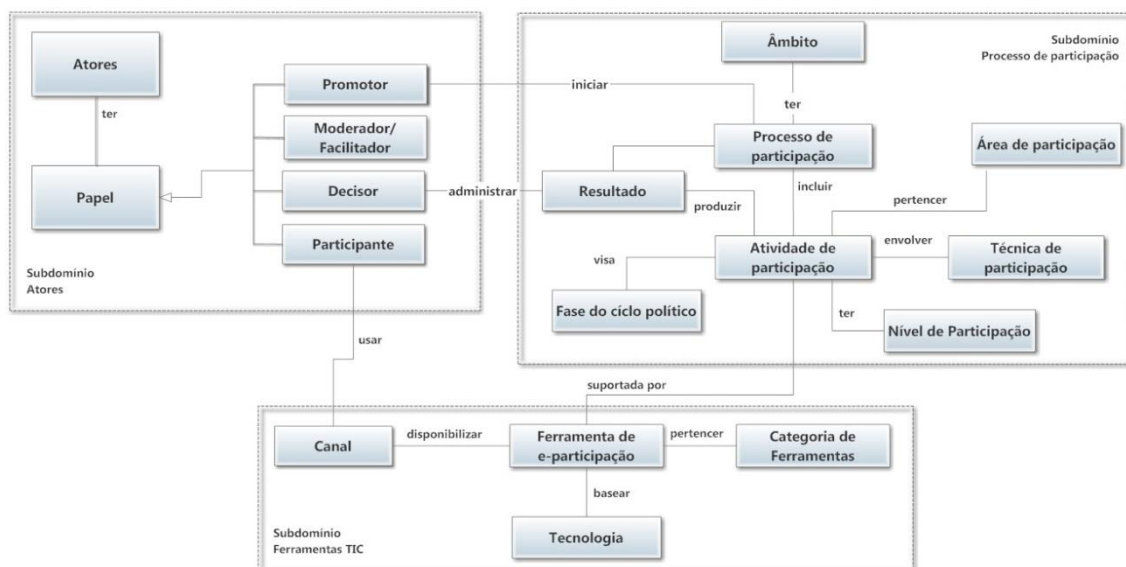 Atores
ter
Papel
Promotor
Moderador/
Facilitador
Decisor
Participante
Subdomínio
Atores
iniciar
administrar
usar
Subdomínio
Processo de participação
Âmbito
ter
Processo de
participação
Área de participação
Resultado
incluir
produzir
pertencer
Atividade de
participação
envolver
Técnica de
participação
visa
Fase do cíclo político
ter
Nível de Participação
suportada por
Canal
disponibilizar
Ferramenta de
e-participação
pertencer
Categoria de
Ferramentas
basear
Tecnologia
Subdomínio
Ferramentas TIC